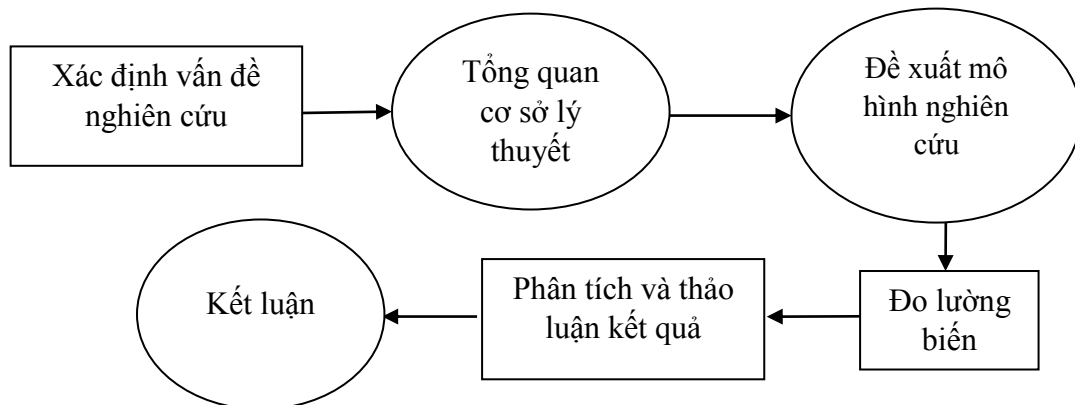 Xác định vấn đề
nghiên cứu
Tổng quan
cơ sở lý
thuyết
Đề xuất mô
hình nghiên
cứu
Đo lường
biến
Phân tích và thảo
luận kết quả
Kết luận